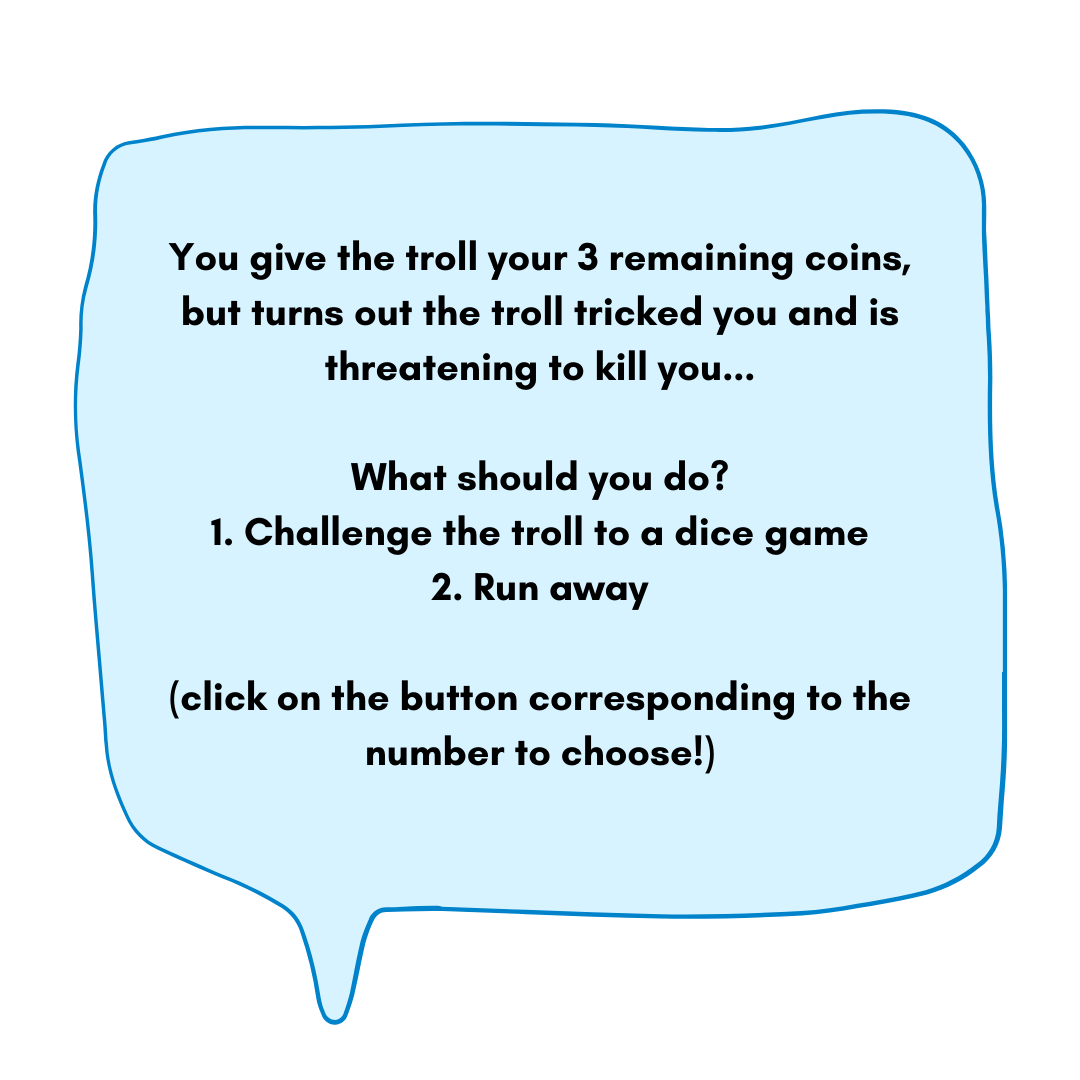 You give the troll your 3 remaining coins,
but turns out the troll tricked you and is
threatening to kill you...
What should you do?
1. Challenge the troll to a dice game
2. Run away
(click on the button corresponding to the
number to choose!)